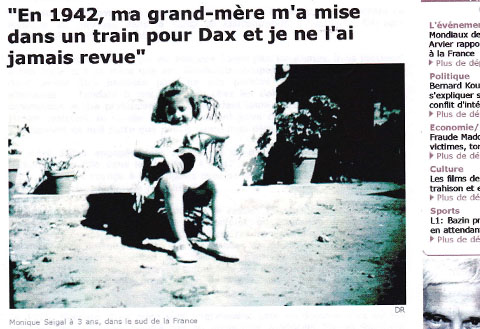 "En 1942, ma grand-mère m'a mise
dans un train pour Dax et je ne l'ai
jamais revue"
DR
Monique Saigal à 3 ans, dans le sud de la France
L'événeme
Mondiaux de
Arvier rappo
à la France
Plus de dé
Politique
Bernard Kou
s'expliquer s
conflit d'inté
Plus de dé
Economie/
Fraude Mado
victimes, to
Plus de dé
Culture
Les films de
trahison et e
Plus de dé
Sports
L1: Bazin pr
en attendan
Plus de dé